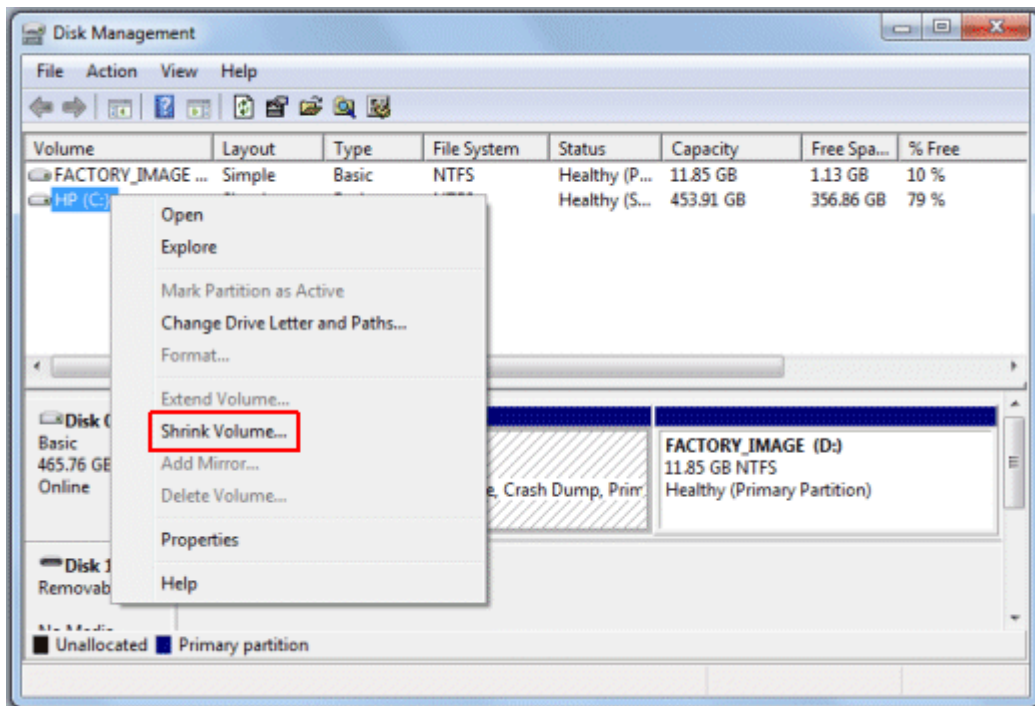 Disk Management
File Action View Help
Volume Layout Type File System Status Capacity Free Spa... % Free
FACTORY_IMAGE ... Simple Basic NTFS Healthy (P... 11.85 GB 1.13 GB 10 %
HP (C:) Healthy (S... 453.91 GB 356.86 GB 79 %
Open
Explore
Mark Partition as Active
Change Drive Letter and Paths...
Format...
Extend Volume...
Shrink Volume...
Add Mirror...
Delete Volume...
Properties
Help
Disk
Basic
465.76 GB
Online
e, Crash Dump, Prim
FACTORY_IMAGE (D:)
11.85 GB NTFS
Healthy (Primary Partition)
Disk 1
Removab
Unallocated Primary partition